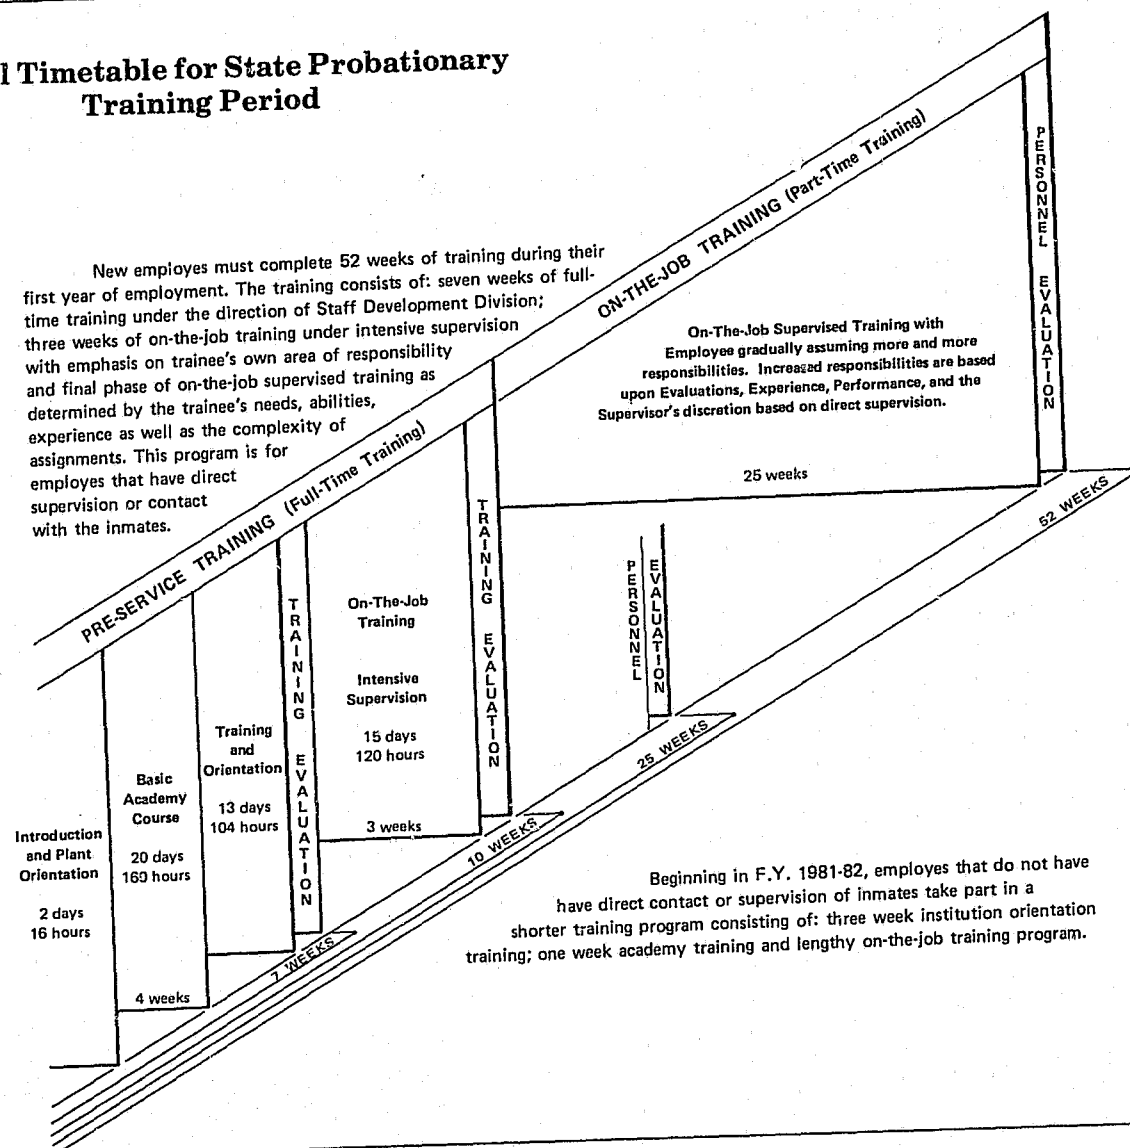 l Timetable for State Probationary
Training Period
New employes must complete 52 weeks of training during their
first year of employment. The training consists of: seven weeks of full-
time training under the direction of Staff Development Division;
three weeks of on-the-job training under intensive supervision
with emphasis on trainee's own area of responsibility
and final phase of on-the-job supervised training as
determined by the trainee's needs, abilities,
experience as well as the complexity of
assignments. This program is for
employes that have direct
supervision or contact
with the inmates.
PRE-SERVICE TRAINING (Full-Time Training)
ON-THE-JOB TRAINING (Part-Time Training)
Introduction
and Plant
Orientation
2 days
16 hours
Basic
Academy
Course
20 days
160 hours
4 weeks
Training
and
Orientation
13 days
104 hours
TRAINING EVALUATION
7 WEEKS
On-The-Job
Training
Intensive
Supervision
15 days
120 hours
3 weeks
TRAINING EVALUATION
10 WEEKS
PERSONNEL
EVALUATION
25 WEEKS
On-The-Job Supervised Training with
Employee gradually assuming more and more
responsibilities. Increased responsibilities are based
upon Evaluations, Experience, Performance, and the
Supervisor's discretion based on direct supervision.
25 weeks
PERSONNEL EVALUATION
52 WEEKS
Beginning in F.Y. 1981-82, employes that do not have
have direct contact or supervision of inmates take part in a
shorter training program consisting of: three week institution orientation
training; one week academy training and lengthy on-the-job training program.